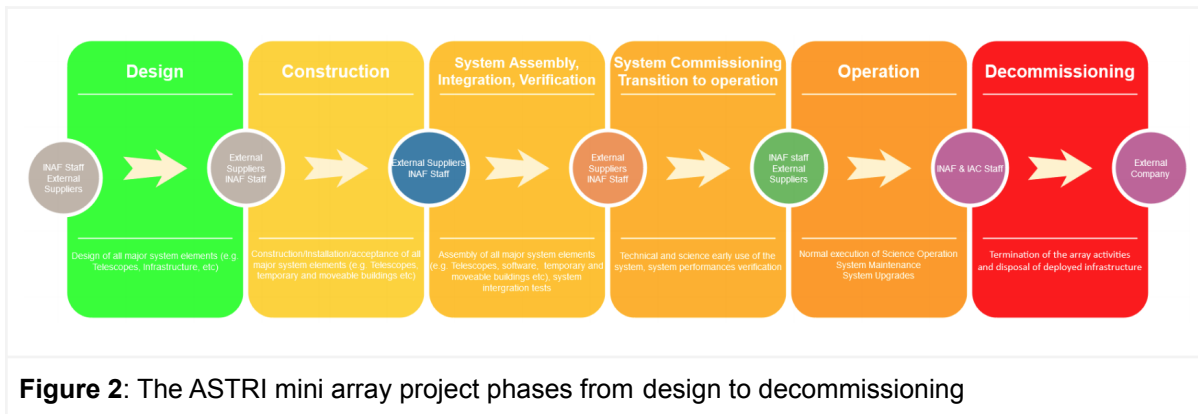 Design
Construction
System Assembly,
Integration, Verification
System Commissioning
Transition to operation
Operation
Decommissioning
INAF Staff
External
Suppliers
External
Suppliers
INAF Staff
External Suppliers
INAF Staff
External
Suppliers
INAF Staff
INAF staff
External
Suppliers
INAF & IAC Staff
External
Company
Design of all major system elements (e.g.
Telescopes, Infrastructure, etc)
Construction/Installation/acceptance of all
major system elements (e.g. Telescopes,
temporary and moveable buildings etc)
Assembly of all major system elements
(e.g. Telescopes, software, temporary and
moveable buildings etc), system
intergration tests
Technical and science early use of the
system, system performances verification
Normal execution of Science Operation
System Maintenance
System Upgrades
Termination of the array activities
and disposal of deployed infrastructure
Figure 2: The ASTRI mini array project phases from design to decommissioning